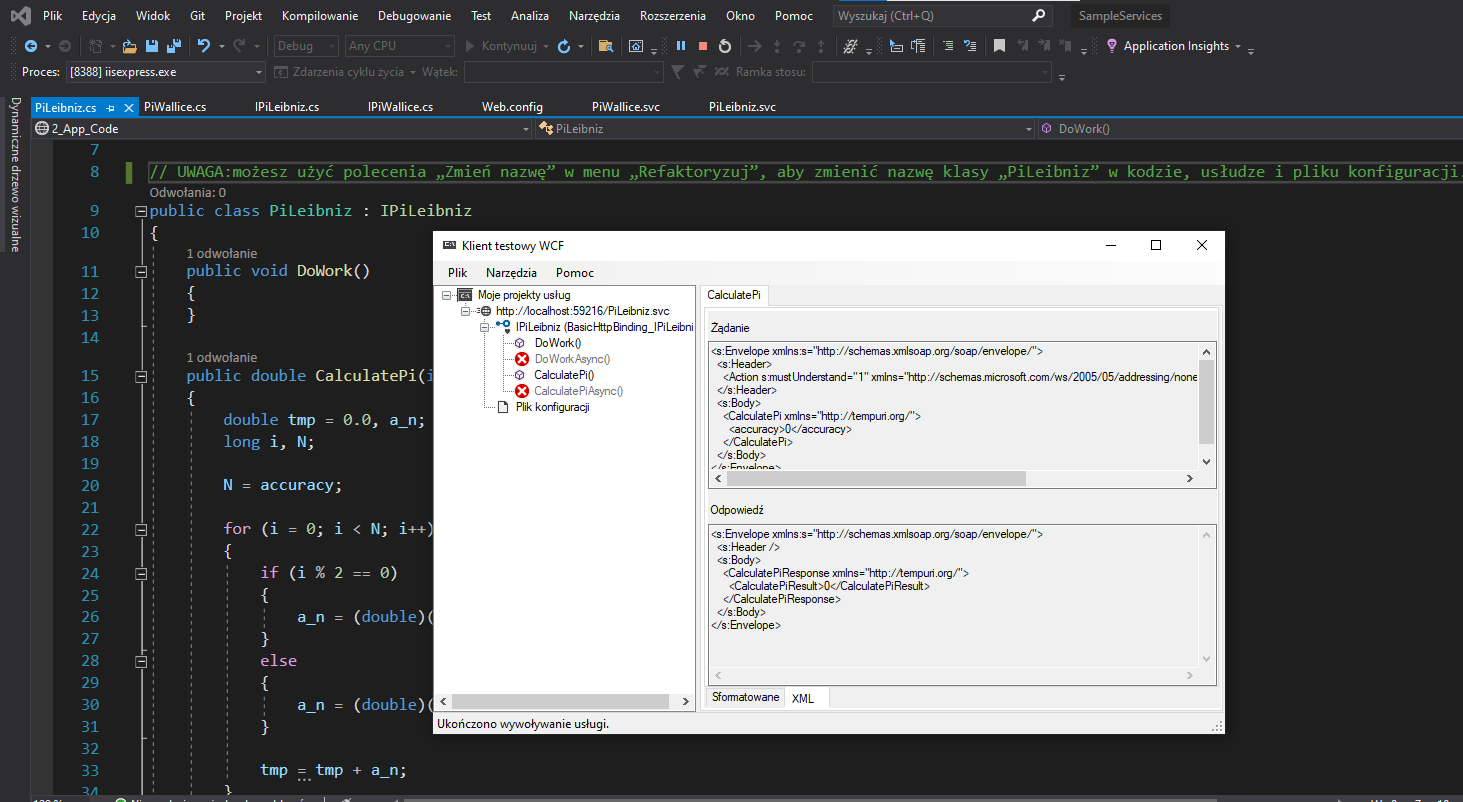 Plik Edycja Widok Git Projekt Kompilowanie Debugowanie Test Analiza Narzędzia Rozszerzenia Okno Pomoc Wyszukaj (Ctrl+Q) SampleServices
Debug Any CPU Kontynuuj Application Insights
Proces: [8388] iisexpress.exe Zdarzenia cyklu życia Wątek: Ramka stosu:
Dynamiczne drzewo wizualne
PiLeibniz.cs PiWallice.cs IPiLeibniz.cs IPiWallice.cs Web.config PiWallice.svc PiLeibniz.svc
2_App_Code PiLeibniz DoWork()
7
8 // UWAGA:możesz użyć polecenia „Zmień nazwę” w menu „Refaktoryzuj”, aby zmienić nazwę klasy „PiLeibniz” w kodzie, usłudze i pliku konfiguracji.
Odwołania: 0
9 public class PiLeibniz : IPiLeibniz
10 {
1 odwołanie
11 public void DoWork()
12 {
13 }
14
1 odwołanie
15 public double CalculatePi(i
16 {
17 double tmp = 0.0, a_n;
18 long i, N;
19
20 N = accuracy;
21
22 for (i = 0; i < N; i++)
23 {
24 if (i % 2 == 0)
25 {
26 a_n = (double)(
27 }
28 else
29 {
30 a_n = (double)(
31 }
32
33 tmp = tmp + a_n;
34 }
Klient testowy WCF
Plik Narzędzia Pomoc
Moje projekty usług
http://localhost:59216/PiLeibniz.svc
IPiLeibniz (BasicHttpBinding_IPiLeibni
DoWork()
DoWorkAsync()
CalculatePi()
CalculatePiAsync()
Plik konfiguracji
CalculatePi
Żądanie
<s:Envelope xmlns:s="http://schemas.xmlsoap.org/soap/envelope/">
<s:Header>
<Action s:mustUnderstand="1" xmlns="http://schemas.microsoft.com/ws/2005/05/addressing/none
</s:Header>
<s:Body>
<CalculatePi xmlns="http://tempuri.org/">
<accuracy>0</accuracy>
</CalculatePi>
</s:Body>
</s:Envelope>
Odpowiedź
<s:Envelope xmlns:s="http://schemas.xmlsoap.org/soap/envelope/">
<s:Header />
<s:Body>
<CalculatePiResponse xmlns="http://tempuri.org/">
<CalculatePiResult>0</CalculatePiResult>
</CalculatePiResponse>
</s:Body>
</s:Envelope>
Sformatowane XML
Ukończono wywoływanie usługi.